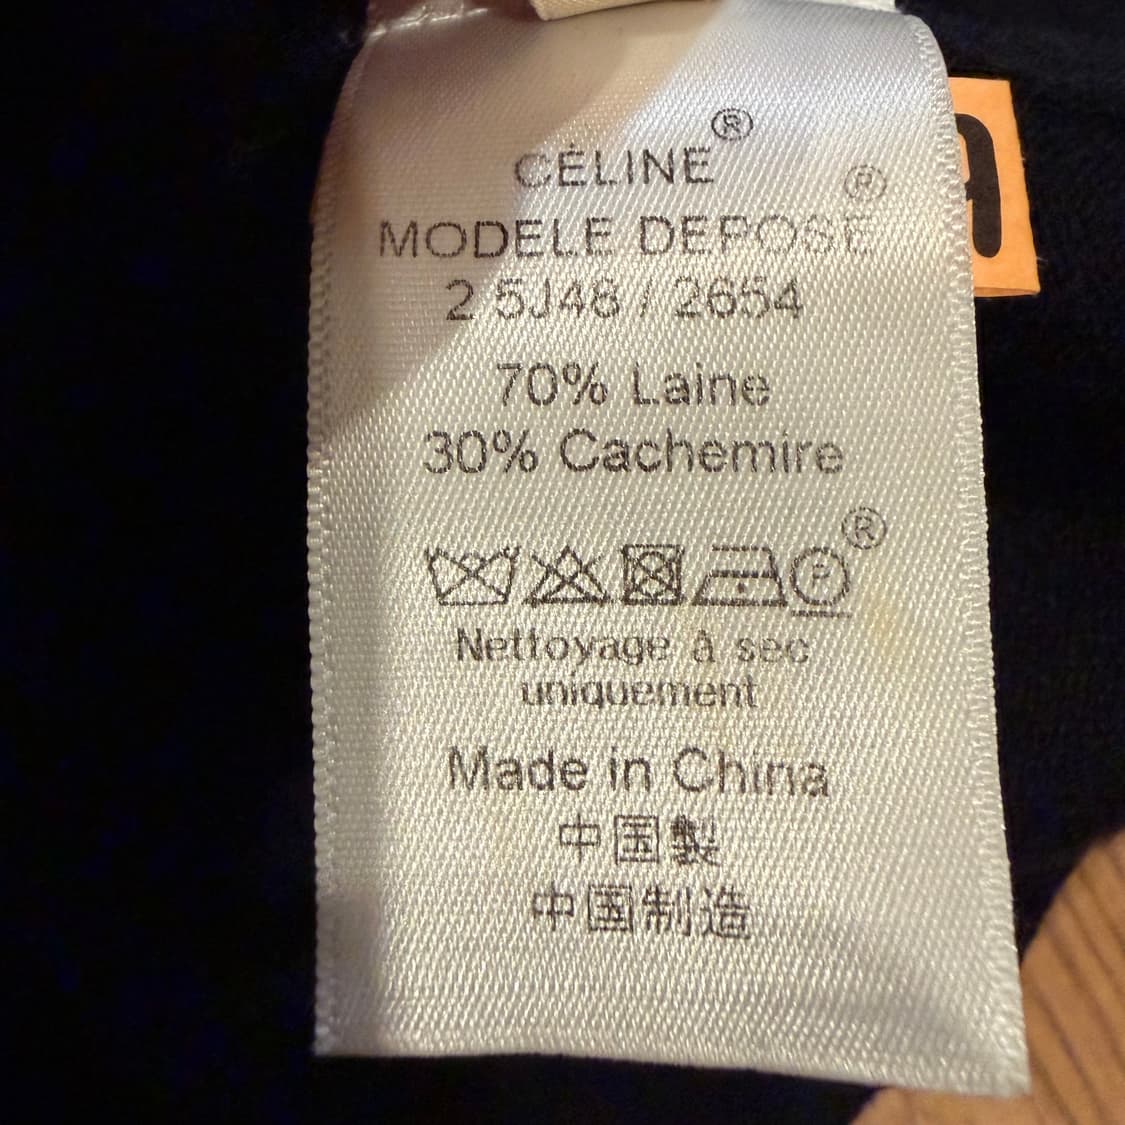 CÉLINE®
®
MODELE DEPOSE
2 5J48 / 2654
70% Laine
30% Cachemire
®
P
Nettoyage à sec
uniquement
Made in China
中国製
中国制造